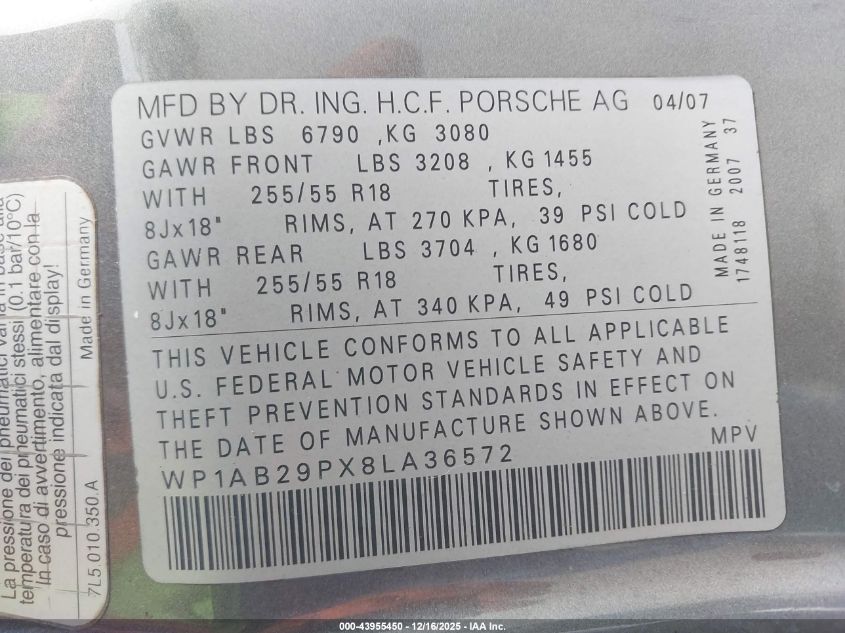 MFD BY DR. ING. H.C.F. PORSCHE AG 04/07
GVWR LBS 6790 ,KG 3080
GAWR FRONT LBS 3208 , KG 1455
WITH 255/55 R18 TIRES,
8Jx18" RIMS, AT 270 KPA, 39 PSI COLD
GAWR REAR LBS 3704 , KG 1680
WITH 255/55 R18 TIRES,
8Jx18" RIMS, AT 340 KPA, 49 PSI COLD
THIS VEHICLE CONFORMS TO ALL APPLICABLE
U.S. FEDERAL MOTOR VEHICLE SAFETY AND
THEFT PREVENTION STANDARDS IN EFFECT ON
THE DATE OF MANUFACTURE SHOWN ABOVE.
WP1AB29PX8LA36572 MPV
MADE IN GERMANY
1748118 2007 37
La pressione dei pneumatici varia in base alla
temperatura dei pneumatici stessi (0.1 bar/10°C)
In caso di avvertimento, alimentare con la
pressione indicata dal display!
7L5.010.350.A Made in Germany
000-43955450 - 12/16/2025 - IAA Inc.